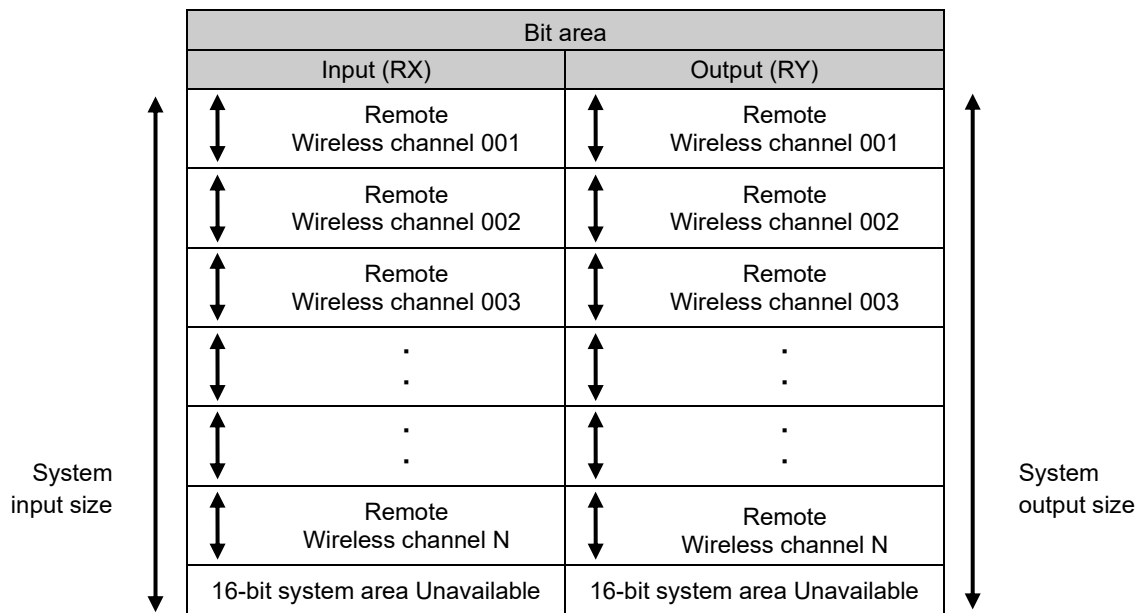 Bit area
Input (RX) Output (RY)
Remote Remote
Wireless channel 001 Wireless channel 001
Remote Remote
Wireless channel 002 Wireless channel 002
Remote Remote
Wireless channel 003 Wireless channel 003
. .
. .
. .
. .
System System
input size output size
Remote Remote
Wireless channel N Wireless channel N
16-bit system area Unavailable 16-bit system area Unavailable